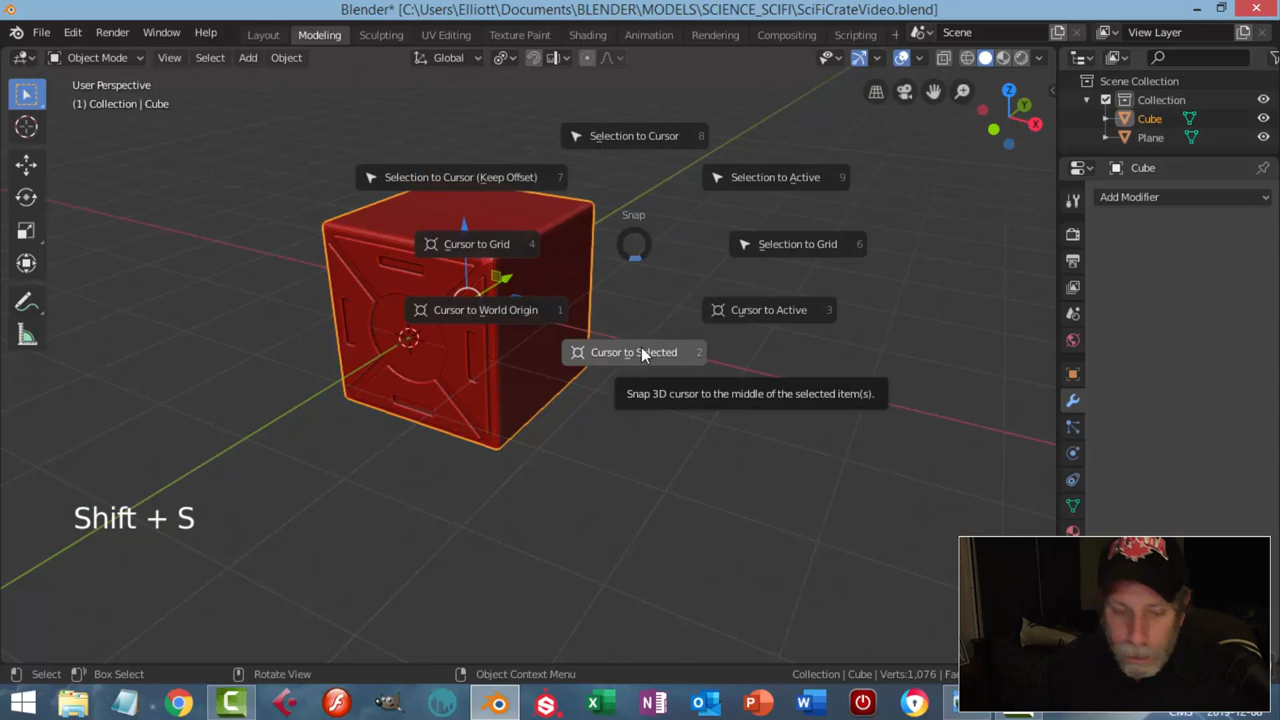 Blender* [C:\Users\Elliott\Documents\BLENDER\MODELS\SCIENCE_SCIFI\SciFiCrateVideo.blend]
File Edit Render Window Help Layout Modeling Sculpting UV Editing Texture Paint Shading Animation Rendering Compositing Scripting Scene View Layer
Object Mode View Select Add Object Global
User Perspective
(1) Collection | Cube
Scene Collection
Collection
Cube
Plane
Cube
Add Modifier
Selection to Cursor 8
Selection to Cursor (Keep Offset) 7
Selection to Active 9
Snap
Cursor to Grid 4
Selection to Grid 6
Cursor to World Origin 1
Cursor to Active 3
Cursor to Selected 2
Snap 3D cursor to the middle of the selected item(s).
Shift + S
X
Y
Z
Select Box Select Rotate View Object Context Menu Collection | Cube | Verts:1,076 |